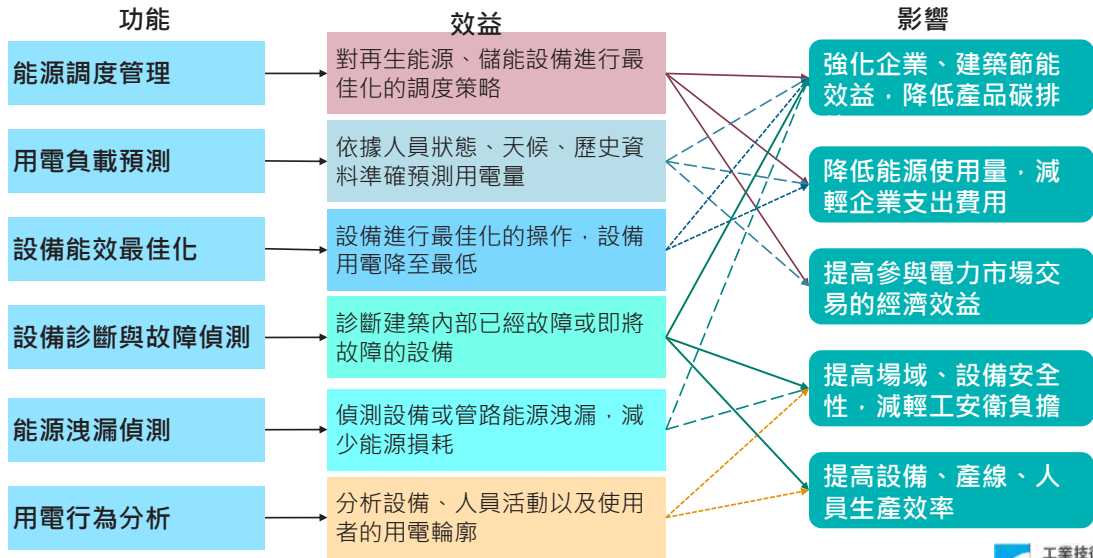 功能
效益
影響
能源調度管理
對再生能源、儲能設備進行最
佳化的調度策略
強化企業、建築節能
效益，降低產品碳排
用電負載預測
依據人員狀態、天候、歷史資
料準確預測用電量
降低能源使用量，減
輕企業支出費用
設備能效最佳化
設備進行最佳化的操作，設備
用電降至最低
提高參與電力市場交
易的經濟效益
設備診斷與故障偵測
診斷建築內部已經故障或即將
故障的設備
提高場域、設備安全
性，減輕工安衛負擔
能源洩漏偵測
偵測設備或管路能源洩漏，減
少能源損耗
提高設備、產線、人
員生產效率
用電行為分析
分析設備、人員活動以及使用
者的用電輪廓
工業技